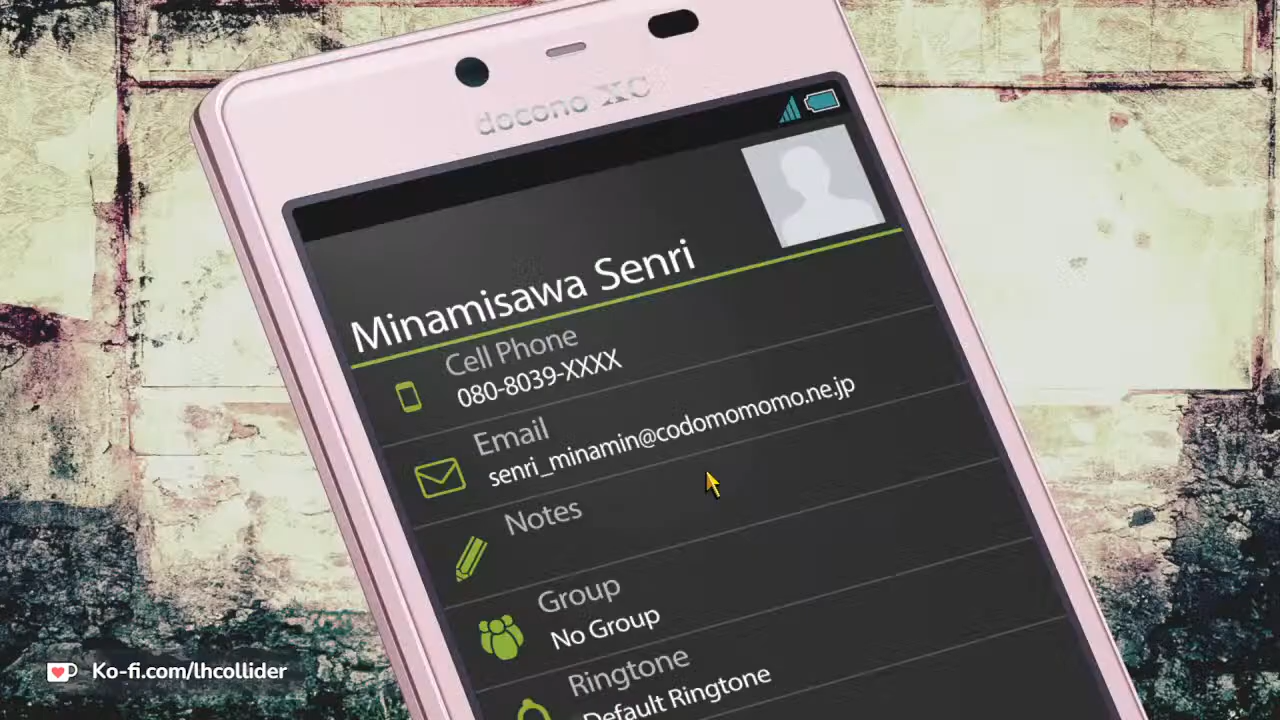 docono XC
Minamisawa Senri
Cell Phone
080-8039-XXXX
Email
senri_minamin@codomomomo.ne.jp
Notes
Group
No Group
Ringtone
Default Ringtone
Ko-fi.com/lhcollider